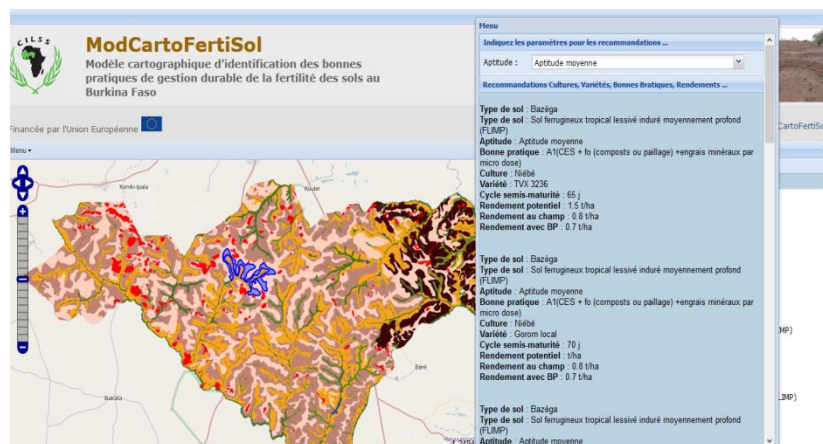 CILSS
ModCartoFertiSol
Modèle cartographique d'identification des bonnes
pratiques de gestion durable de la fertilité des sols au
Burkina Faso
Financée par l'Union Européenne
Menu
Komki-Ipala
Koubri
Béré
Menu
Indiquez les paramètres pour les recommandations ...
Aptitude :
Aptitude moyenne
Recommandations Cultures, Variétés, Bonnes Bratiques, Rendements ...
Type de sol : Bazéga
Type de sol : Sol ferrugineux tropical lessivé induré moyennement profond
(FLIMP)
Aptitude : Aptitude moyenne
Bonne pratique : A1(CES + fo (composts ou paillage) +engrais minéraux par
micro dose)
Culture : Niébé
Variété : TVX 3236
Cycle semis-maturité : 65 j
Rendement potentiel : 1.5 t/ha
Rendement au champ : 0.8 t/ha
Rendement avec BP : 0.7 t/ha
Type de sol : Bazéga
Type de sol : Sol ferrugineux tropical lessivé induré moyennement profond
(FLIMP)
Aptitude : Aptitude moyenne
Bonne pratique : A1(CES + fo (composts ou paillage) +engrais minéraux par
micro dose)
Culture : Niébé
Variété : Gorom local
Cycle semis-maturité : 70 j
Rendement potentiel : t/ha
Rendement au champ : 0.8 t/ha
Rendement avec BP : 0.7 t/ha
Type de sol : Bazéga
Type de sol : Sol ferrugineux tropical lessivé induré moyennement profond
(FLIMP)
Aptitude : Aptitude moyenne
CartoFertiSo
MP)
IMP)